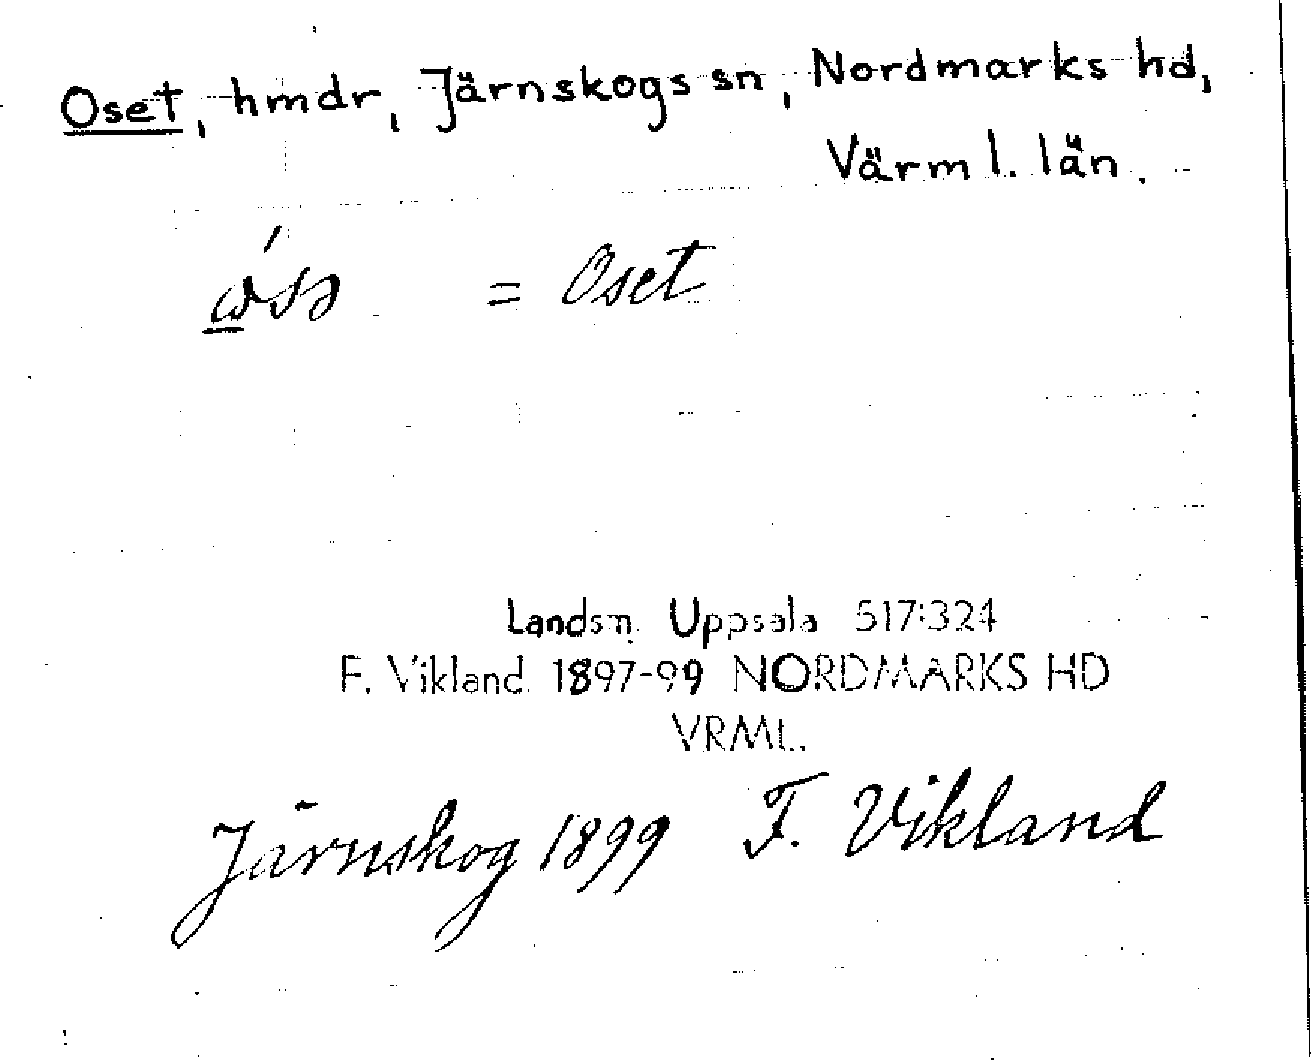 Oset, hmdr, Järnskogs sn, Nordmarks hd,
Värml. län.
= Oset
Landsm. Uppsala 517:324
F. Vikland 1897-99 NORDMARKS HD
VRML.
Järnskog 1899 F. Vikland